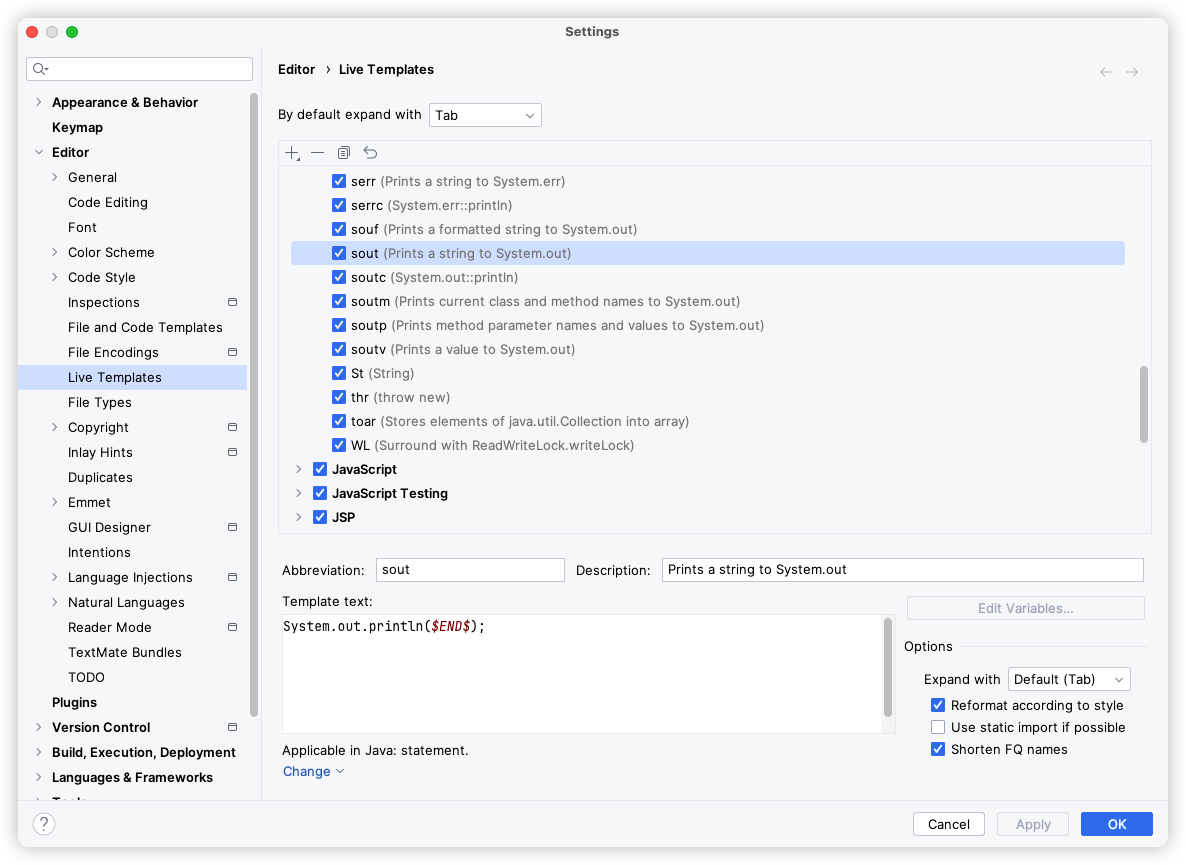 Settings
Appearance & Behavior
Keymap
Editor
General
Code Editing
Font
Color Scheme
Code Style
Inspections
File and Code Templates
File Encodings
Live Templates
File Types
Copyright
Inlay Hints
Duplicates
Emmet
GUI Designer
Intentions
Language Injections
Natural Languages
Reader Mode
TextMate Bundles
TODO
Plugins
Version Control
Build, Execution, Deployment
Languages & Frameworks
Tools
Editor › Live Templates
By default expand with Tab
serr (Prints a string to System.err)
serrc (System.err::println)
souf (Prints a formatted string to System.out)
sout (Prints a string to System.out)
soutc (System.out::println)
soutm (Prints current class and method names to System.out)
soutp (Prints method parameter names and values to System.out)
soutv (Prints a value to System.out)
St (String)
thr (throw new)
toar (Stores elements of java.util.Collection into array)
WL (Surround with ReadWriteLock.writeLock)
JavaScript
JavaScript Testing
JSP
Abbreviation: sout Description: Prints a string to System.out
Template text:
System.out.println($END$);
Edit Variables...
Options
Expand with Default (Tab)
Reformat according to style
Use static import if possible
Shorten FQ names
Applicable in Java: statement.
Change
? Cancel Apply OK